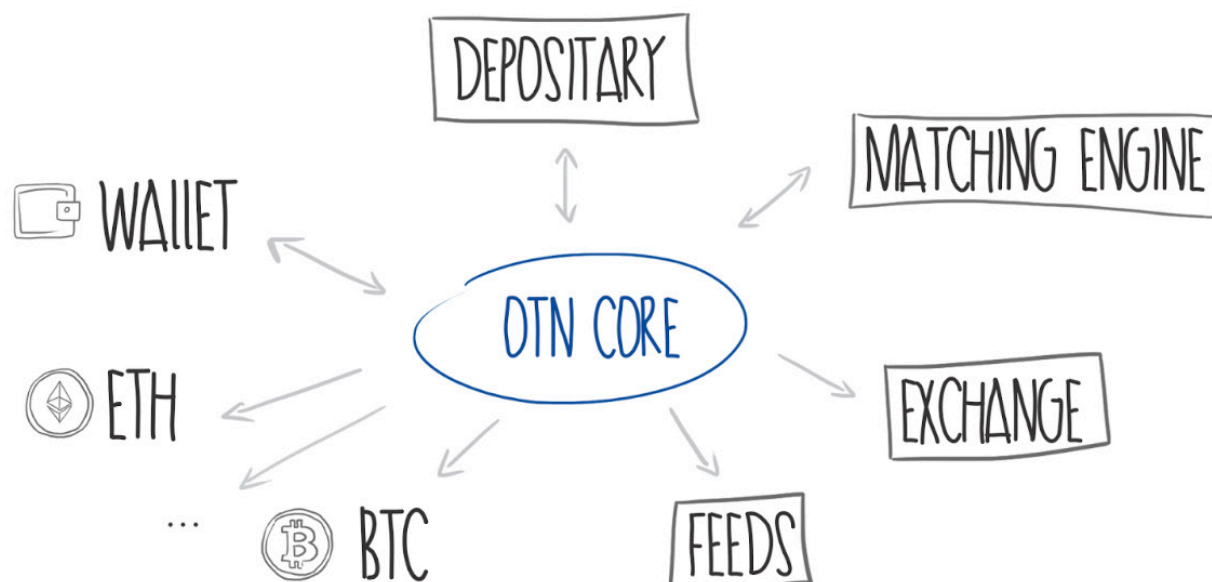 DEPOSITARY
MATCHING ENGINE
WALLET
OTN CORE
ETH
EXCHANGE
...
BTC
FEEDS